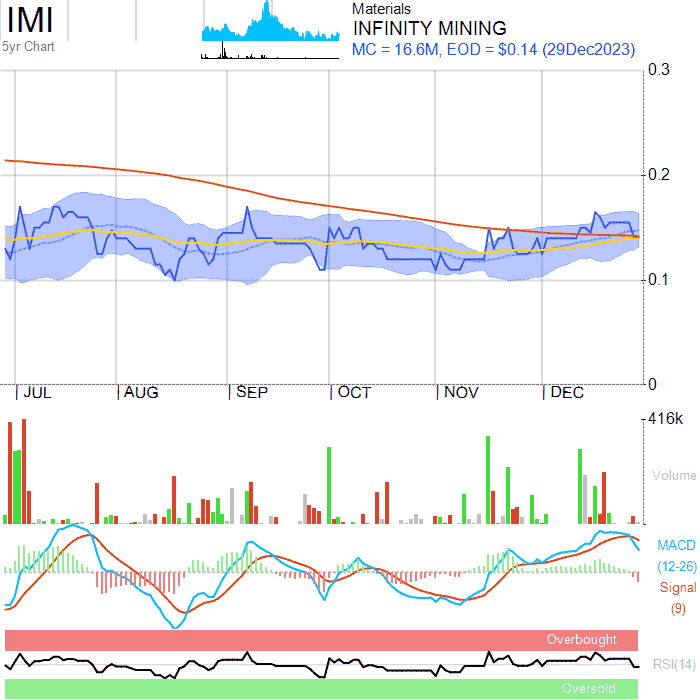 IMI
5yr Chart
Materials
INFINITY MINING
MC = 16.6M, EOD = $0.14 (29Dec2023)
0.3
0.2
0.1
0
JUL AUG SEP OCT NOV DEC
416k
Volume
MACD
(12-26)
Signal
(9)
Overbought
RSI(14)
Oversold